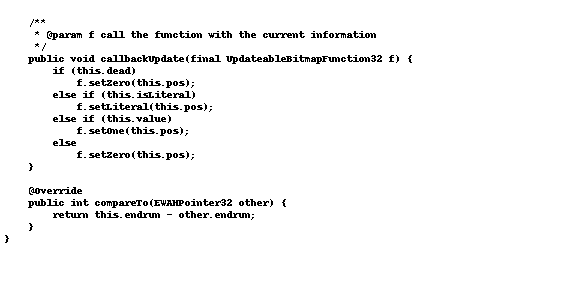 /**
 * @param f call the function with the current information
 */
public void callbackUpdate(final UpdateableBitmapFunction32 f) {
    if (this.dead)
        f.setZero(this.pos);
    else if (this.isLiteral)
        f.setLiteral(this.pos);
    else if (this.value)
        f.setOne(this.pos);
    else
        f.setZero(this.pos);
}

@Override
public int compareTo(EWAHPointer32 other) {
    return this.endrun - other.endrun;
}
}